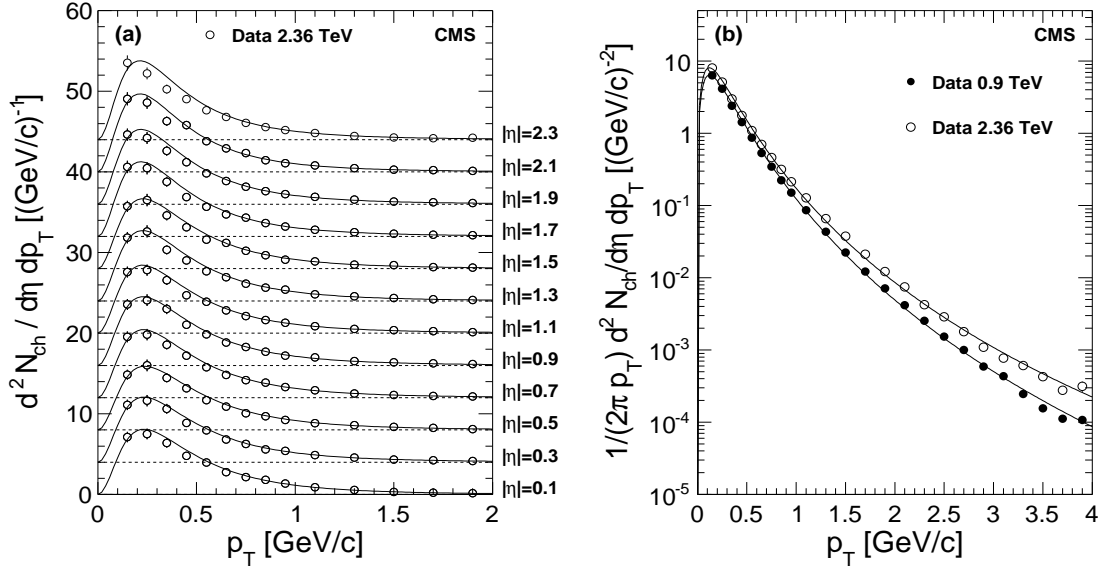 (a)
Data 2.36 TeV
CMS
d² N_ch / dη dp_T [(GeV/c)⁻¹]
60
50
40
30
20
10
0
|η|=2.3
|η|=2.1
|η|=1.9
|η|=1.7
|η|=1.5
|η|=1.3
|η|=1.1
|η|=0.9
|η|=0.7
|η|=0.5
|η|=0.3
|η|=0.1
0 0.5 1 1.5 2
p_T [GeV/c]
(b)
CMS
Data 0.9 TeV
Data 2.36 TeV
1/(2π p_T) d² N_ch/dη dp_T [(GeV/c)⁻²]
10
1
10⁻¹
10⁻²
10⁻³
10⁻⁴
10⁻⁵
0 0.5 1 1.5 2 2.5 3 3.5 4
p_T [GeV/c]